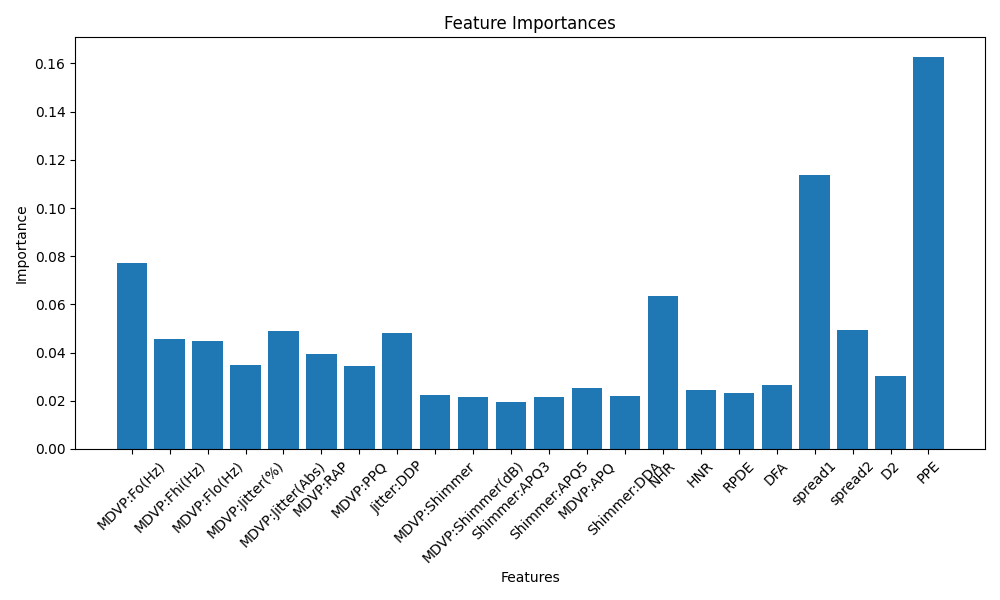 Feature Importances
Importance
0.16
0.14
0.12
0.10
0.08
0.06
0.04
0.02
0.00
MDVP:Fo(Hz)
MDVP:Fhi(Hz)
MDVP:Flo(Hz)
MDVP:Jitter(%)
MDVP:Jitter(Abs)
MDVP:RAP
MDVP:PPQ
Jitter:DDP
MDVP:Shimmer
MDVP:Shimmer(dB)
Shimmer:APQ3
Shimmer:APQ5
MDVP:APQ
Shimmer:DDA
NHR
HNR
RPDE
DFA
spread1
spread2
D2
PPE
Features